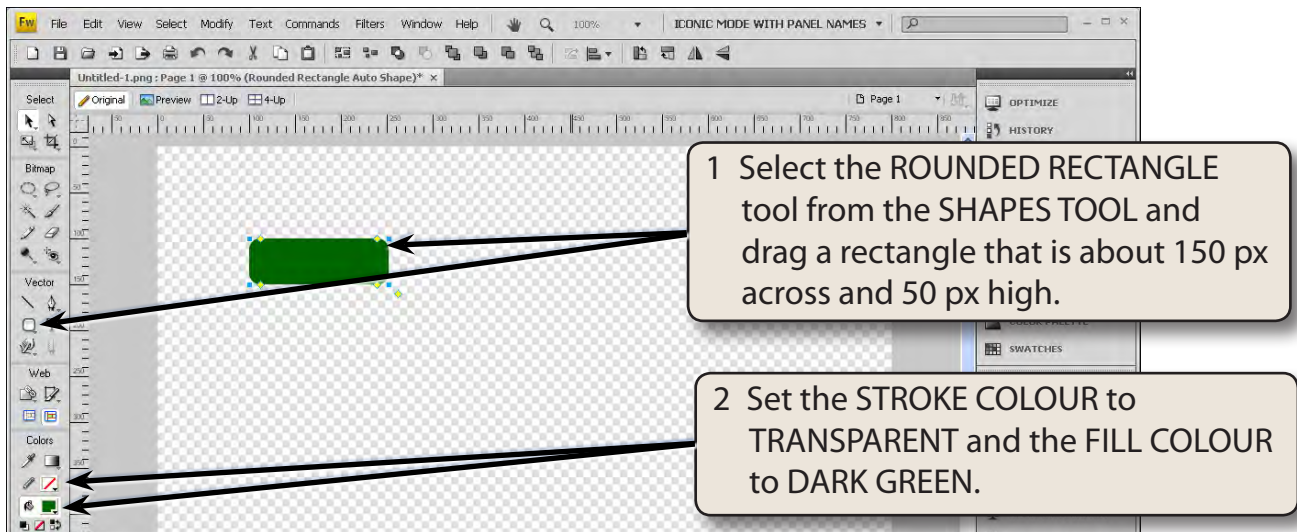 Fw File Edit View Select Modify Text Commands Filters Window Help 100% ICONIC MODE WITH PANEL NAMES
Untitled-1.png : Page 1 @ 100% (Rounded Rectangle Auto Shape)* ×
Select
Original Preview 2-Up 4-Up Page 1
OPTIMIZE
HISTORY
Bitmap
Vector
Web
Colors
1 Select the ROUNDED RECTANGLE
tool from the SHAPES TOOL and
drag a rectangle that is about 150 px
across and 50 px high.
COLOR PALETTE
SWATCHES
2 Set the STROKE COLOUR to
TRANSPARENT and the FILL COLOUR
to DARK GREEN.